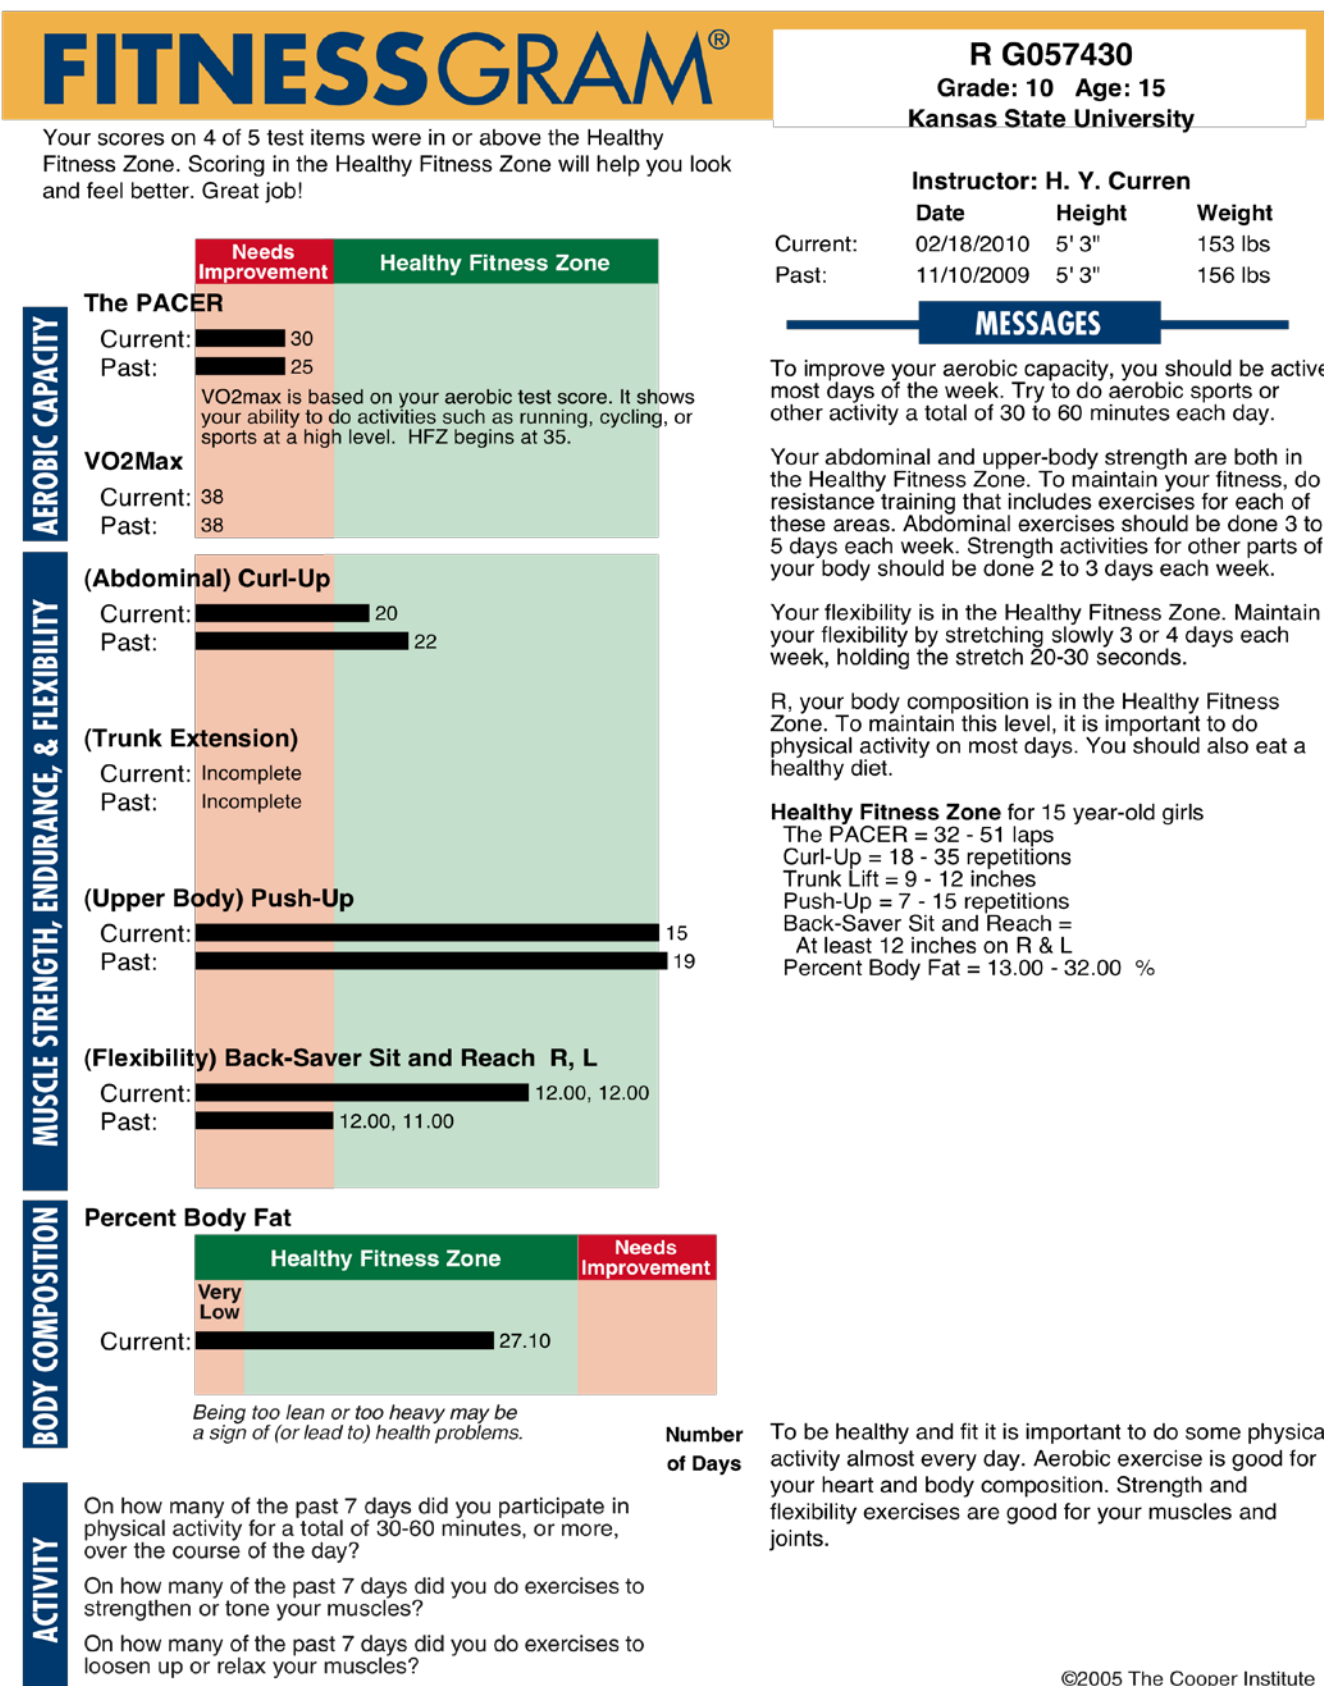 FITNESSGRAM®
R G057430
Grade: 10 Age: 15
Kansas State University
Your scores on 4 of 5 test items were in or above the Healthy
Fitness Zone. Scoring in the Healthy Fitness Zone will help you look
and feel better. Great job!
Instructor: H. Y. Curren
Date Height Weight
Current: 02/18/2010 5' 3" 153 lbs
Past: 11/10/2009 5' 3" 156 lbs
Needs
Improvement
Healthy Fitness Zone
AEROBIC CAPACITY
The PACER
Current: 30
Past: 25
VO2max is based on your aerobic test score. It shows
your ability to do activities such as running, cycling, or
sports at a high level. HFZ begins at 35.
VO2Max
Current: 38
Past: 38
MUSCLE STRENGTH, ENDURANCE, & FLEXIBILITY
(Abdominal) Curl-Up
Current: 20
Past: 22
(Trunk Extension)
Current: Incomplete
Past: Incomplete
(Upper Body) Push-Up
Current: 15
Past: 19
(Flexibility) Back-Saver Sit and Reach R, L
Current: 12.00, 12.00
Past: 12.00, 11.00
BODY COMPOSITION
Percent Body Fat
Healthy Fitness Zone
Needs
Improvement
Very
Low
Current: 27.10
Being too lean or too heavy may be
a sign of (or lead to) health problems.
MESSAGES
To improve your aerobic capacity, you should be active
most days of the week. Try to do aerobic sports or
other activity a total of 30 to 60 minutes each day.
Your abdominal and upper-body strength are both in
the Healthy Fitness Zone. To maintain your fitness, do
resistance training that includes exercises for each of
these areas. Abdominal exercises should be done 3 to
5 days each week. Strength activities for other parts of
your body should be done 2 to 3 days each week.
Your flexibility is in the Healthy Fitness Zone. Maintain
your flexibility by stretching slowly 3 or 4 days each
week, holding the stretch 20-30 seconds.
R, your body composition is in the Healthy Fitness
Zone. To maintain this level, it is important to do
physical activity on most days. You should also eat a
healthy diet.
Healthy Fitness Zone for 15 year-old girls
The PACER = 32 - 51 laps
Curl-Up = 18 - 35 repetitions
Trunk Lift = 9 - 12 inches
Push-Up = 7 - 15 repetitions
Back-Saver Sit and Reach =
At least 12 inches on R & L
Percent Body Fat = 13.00 - 32.00 %
ACTIVITY
Number
of Days
On how many of the past 7 days did you participate in
physical activity for a total of 30-60 minutes, or more,
over the course of the day?
On how many of the past 7 days did you do exercises to
strengthen or tone your muscles?
On how many of the past 7 days did you do exercises to
loosen up or relax your muscles?
To be healthy and fit it is important to do some physica
activity almost every day. Aerobic exercise is good for
your heart and body composition. Strength and
flexibility exercises are good for your muscles and
joints.
©2005 The Cooper Institute